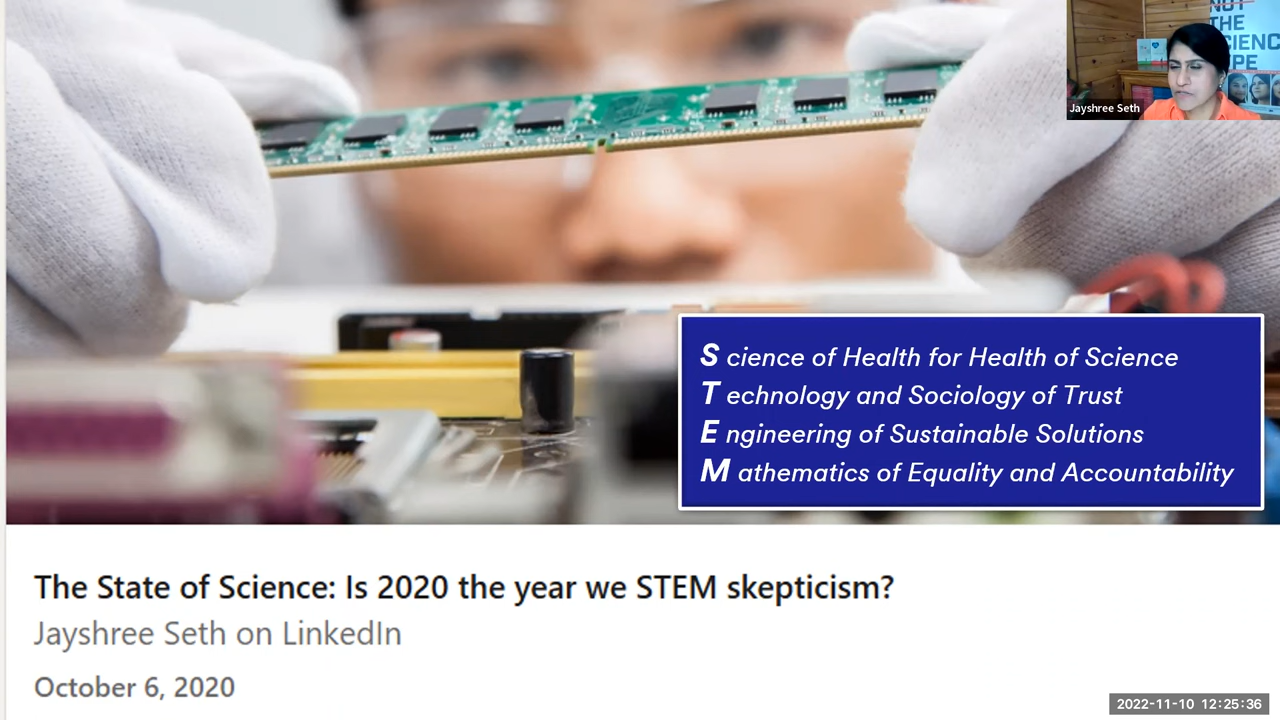 NOT
THE
Jayshree Seth
S cience of Health for Health of Science
T echnology and Sociology of Trust
E ngineering of Sustainable Solutions
M athematics of Equality and Accountability
The State of Science: Is 2020 the year we STEM skepticism?
Jayshree Seth on LinkedIn
October 6, 2020
2022-11-10 12:25:36